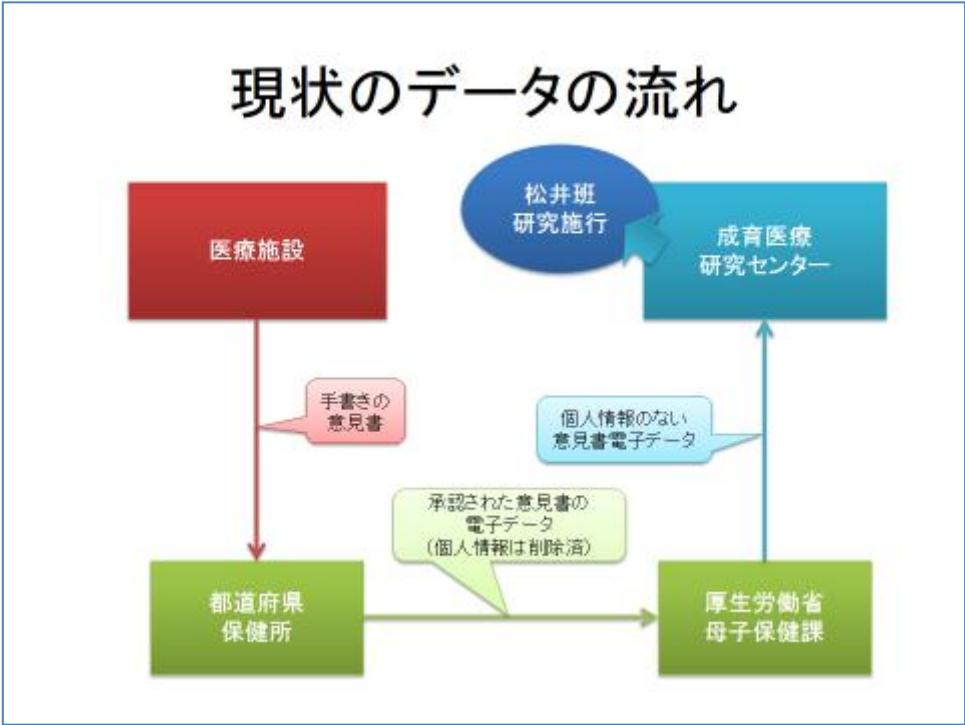 現状のデータの流れ
松井班
研究施行
医療施設
成育医療
研究センター
手書きの
意見書
個人情報のない
意見書電子データ
承認された意見書の
電子データ
(個人情報は削除済)
都道府県
保健所
厚生労働省
母子保健課